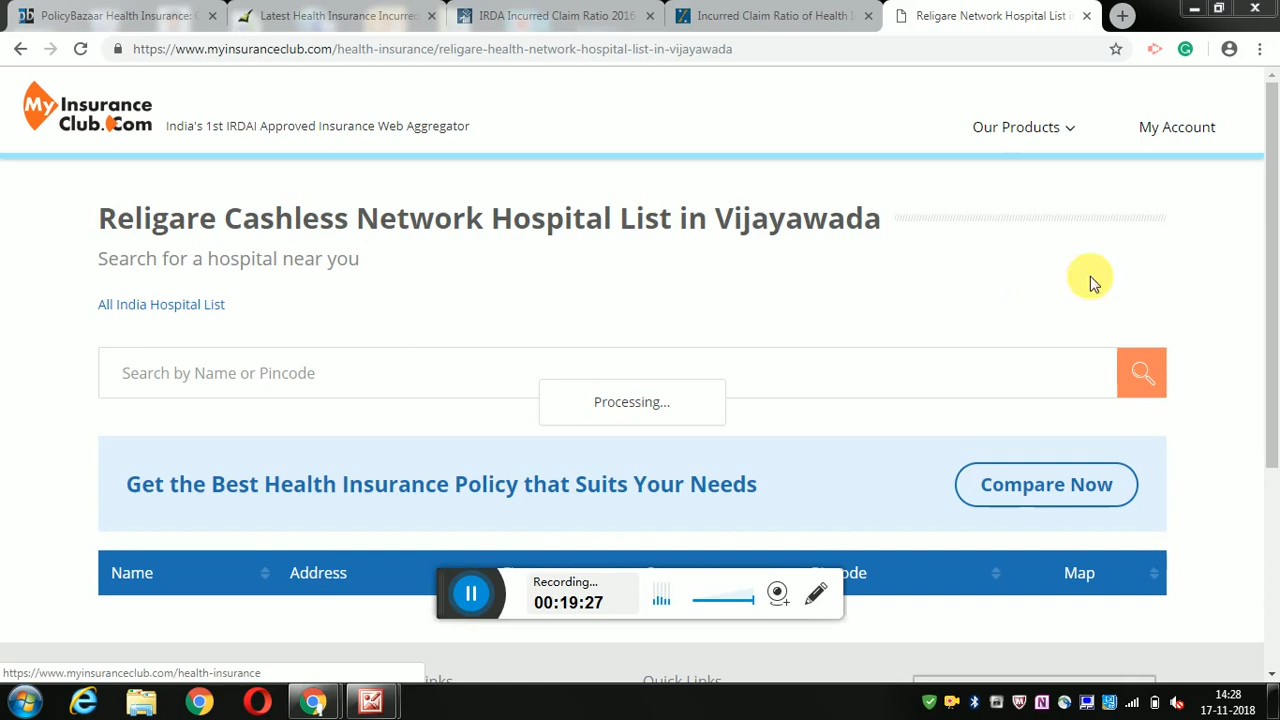 PolicyBazaar Health Insurance: C
Latest Health Insurance Incurred
IRDA Incurred Claim Ratio 2016
Incurred Claim Ratio of Health I
Religare Network Hospital List in
https://www.myinsuranceclub.com/health-insurance/religare-health-network-hospital-list-in-vijayawada
My Insurance
Club.Com
India's 1st IRDAI Approved Insurance Web Aggregator
Our Products
My Account
Religare Cashless Network Hospital List in Vijayawada
Search for a hospital near you
All India Hospital List
Search by Name or Pincode
Processing...
Get the Best Health Insurance Policy that Suits Your Needs
Compare Now
Name
Address
Map
Recording...
00:19:27
https://www.myinsuranceclub.com/health-insurance
Quick Links
14:28
17-11-2018